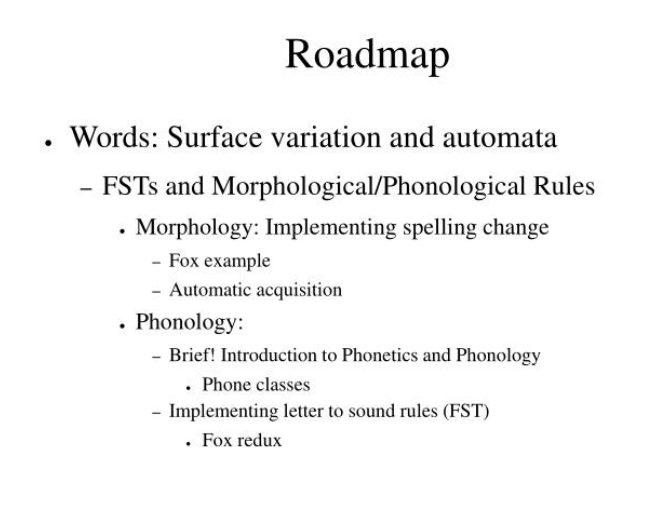 Roadmap
• Words: Surface variation and automata
– FSTs and Morphological/Phonological Rules
• Morphology: Implementing spelling change
– Fox example
– Automatic acquisition
• Phonology:
– Brief! Introduction to Phonetics and Phonology
• Phone classes
– Implementing letter to sound rules (FST)
• Fox redux